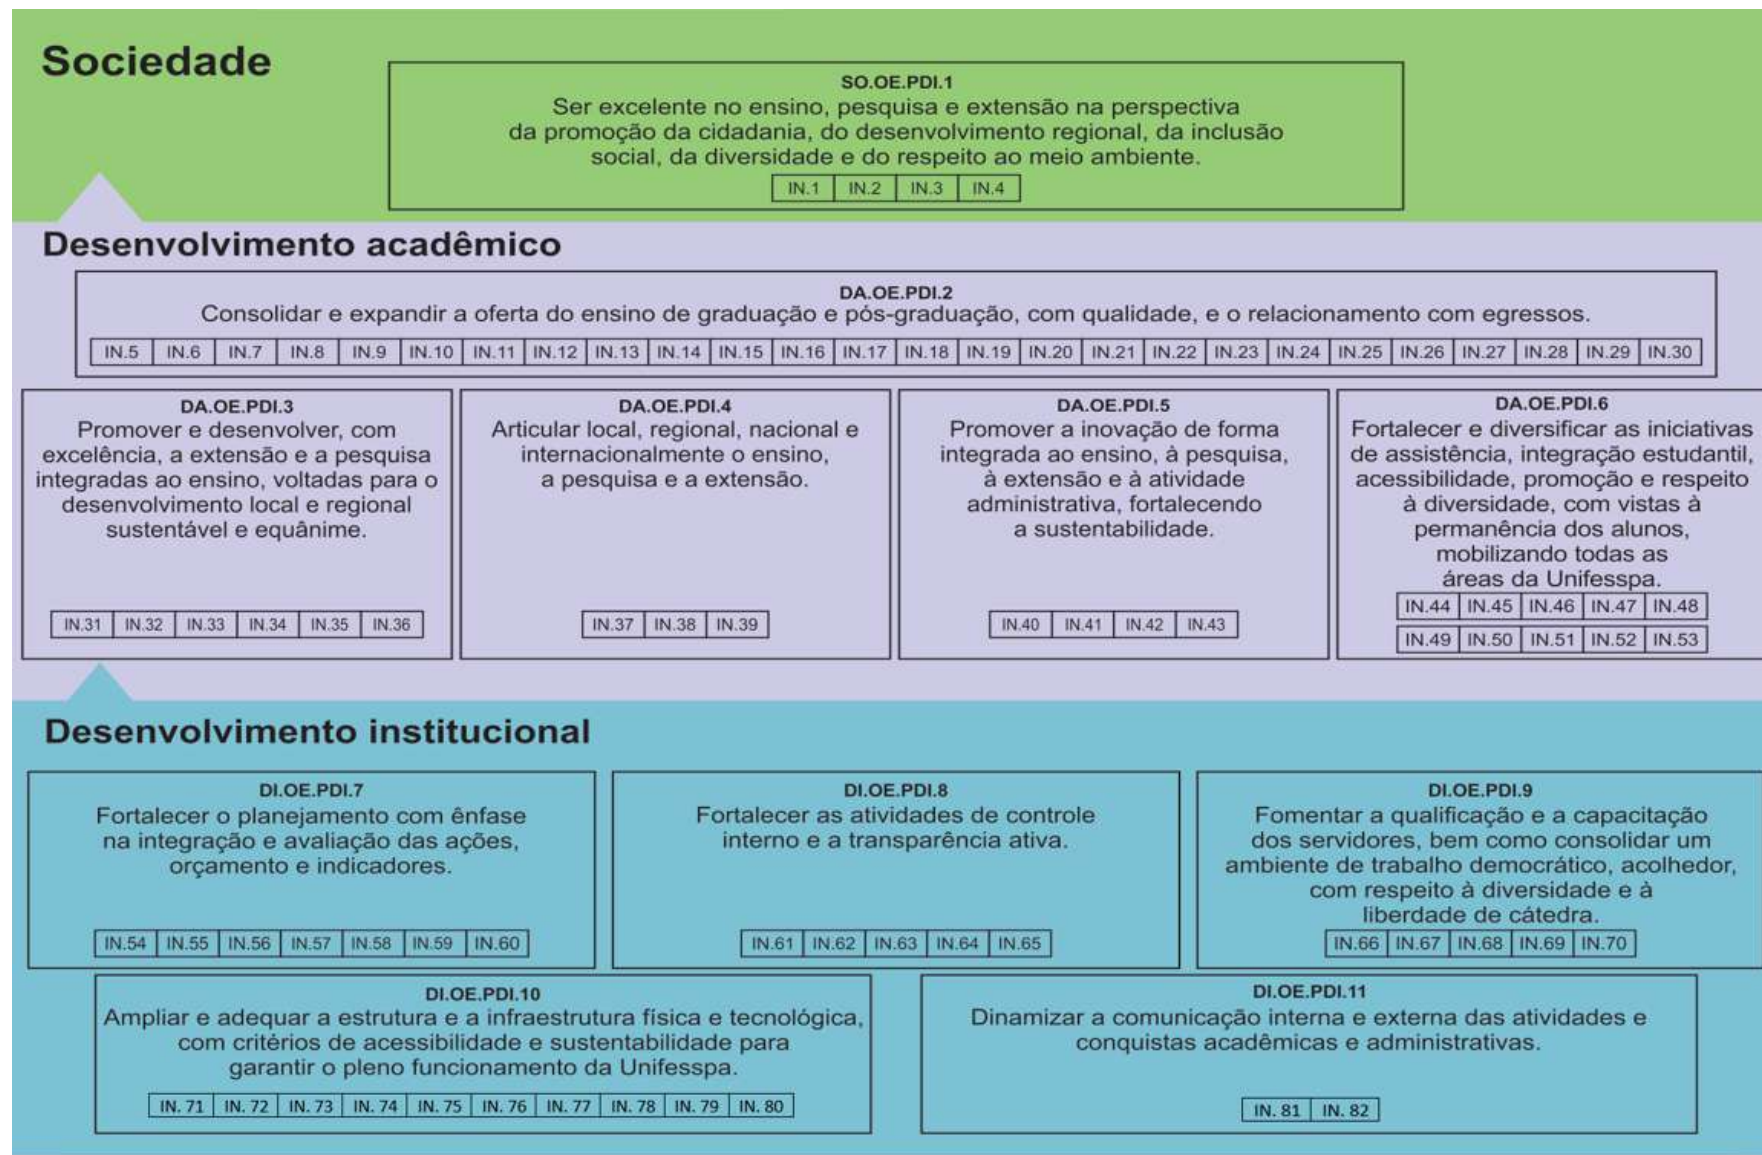 Sociedade
SO.OE.PDI.1
Ser excelente no ensino, pesquisa e extensão na perspectiva
da promoção da cidadania, do desenvolvimento regional, da inclusão
social, da diversidade e do respeito ao meio ambiente.
IN.1 IN.2 IN.3 IN.4
Desenvolvimento acadêmico
DA.OE.PDI.2
Consolidar e expandir a oferta do ensino de graduação e pós-graduação, com qualidade, e o relacionamento com egressos.
IN.5 IN.6 IN.7 IN.8 IN.9 IN.10 IN.11 IN.12 IN.13 IN.14 IN.15 IN.16 IN.17 IN.18 IN.19 IN.20 IN.21 IN.22 IN.23 IN.24 IN.25 IN.26 IN.27 IN.28 IN.29 IN.30
DA.OE.PDI.3
Promover e desenvolver, com
excelência, a extensão e a pesquisa
integradas ao ensino, voltadas para o
desenvolvimento local e regional
sustentável e equânime.
IN.31 IN.32 IN.33 IN.34 IN.35 IN.36
DA.OE.PDI.4
Articular local, regional, nacional e
internacionalmente o ensino,
a pesquisa e a extensão.
IN.37 IN.38 IN.39
DA.OE.PDI.5
Promover a inovação de forma
integrada ao ensino, à pesquisa,
à extensão e à atividade
administrativa, fortalecendo
a sustentabilidade.
IN.40 IN.41 IN.42 IN.43
DA.OE.PDI.6
Fortalecer e diversificar as iniciativas
de assistência, integração estudantil,
acessibilidade, promoção e respeito
à diversidade, com vistas à
permanência dos alunos,
mobilizando todas as
áreas da Unifesspa.
IN.44 IN.45 IN.46 IN.47 IN.48
IN.49 IN.50 IN.51 IN.52 IN.53
Desenvolvimento institucional
DI.OE.PDI.7
Fortalecer o planejamento com ênfase
na integração e avaliação das ações,
orçamento e indicadores.
IN.54 IN.55 IN.56 IN.57 IN.58 IN.59 IN.60
DI.OE.PDI.8
Fortalecer as atividades de controle
interno e a transparência ativa.
IN.61 IN.62 IN.63 IN.64 IN.65
DI.OE.PDI.9
Fomentar a qualificação e a capacitação
dos servidores, bem como consolidar um
ambiente de trabalho democrático, acolhedor,
com respeito à diversidade e à
liberdade de cátedra.
IN.66 IN.67 IN.68 IN.69 IN.70
DI.OE.PDI.10
Ampliar e adequar a estrutura e a infraestrutura física e tecnológica,
com critérios de acessibilidade e sustentabilidade para
garantir o pleno funcionamento da Unifesspa.
IN. 71 IN. 72 IN. 73 IN. 74 IN. 75 IN. 76 IN. 77 IN. 78 IN. 79 IN. 80
DI.OE.PDI.11
Dinamizar a comunicação interna e externa das atividades e
conquistas acadêmicas e administrativas.
IN. 81 IN. 82